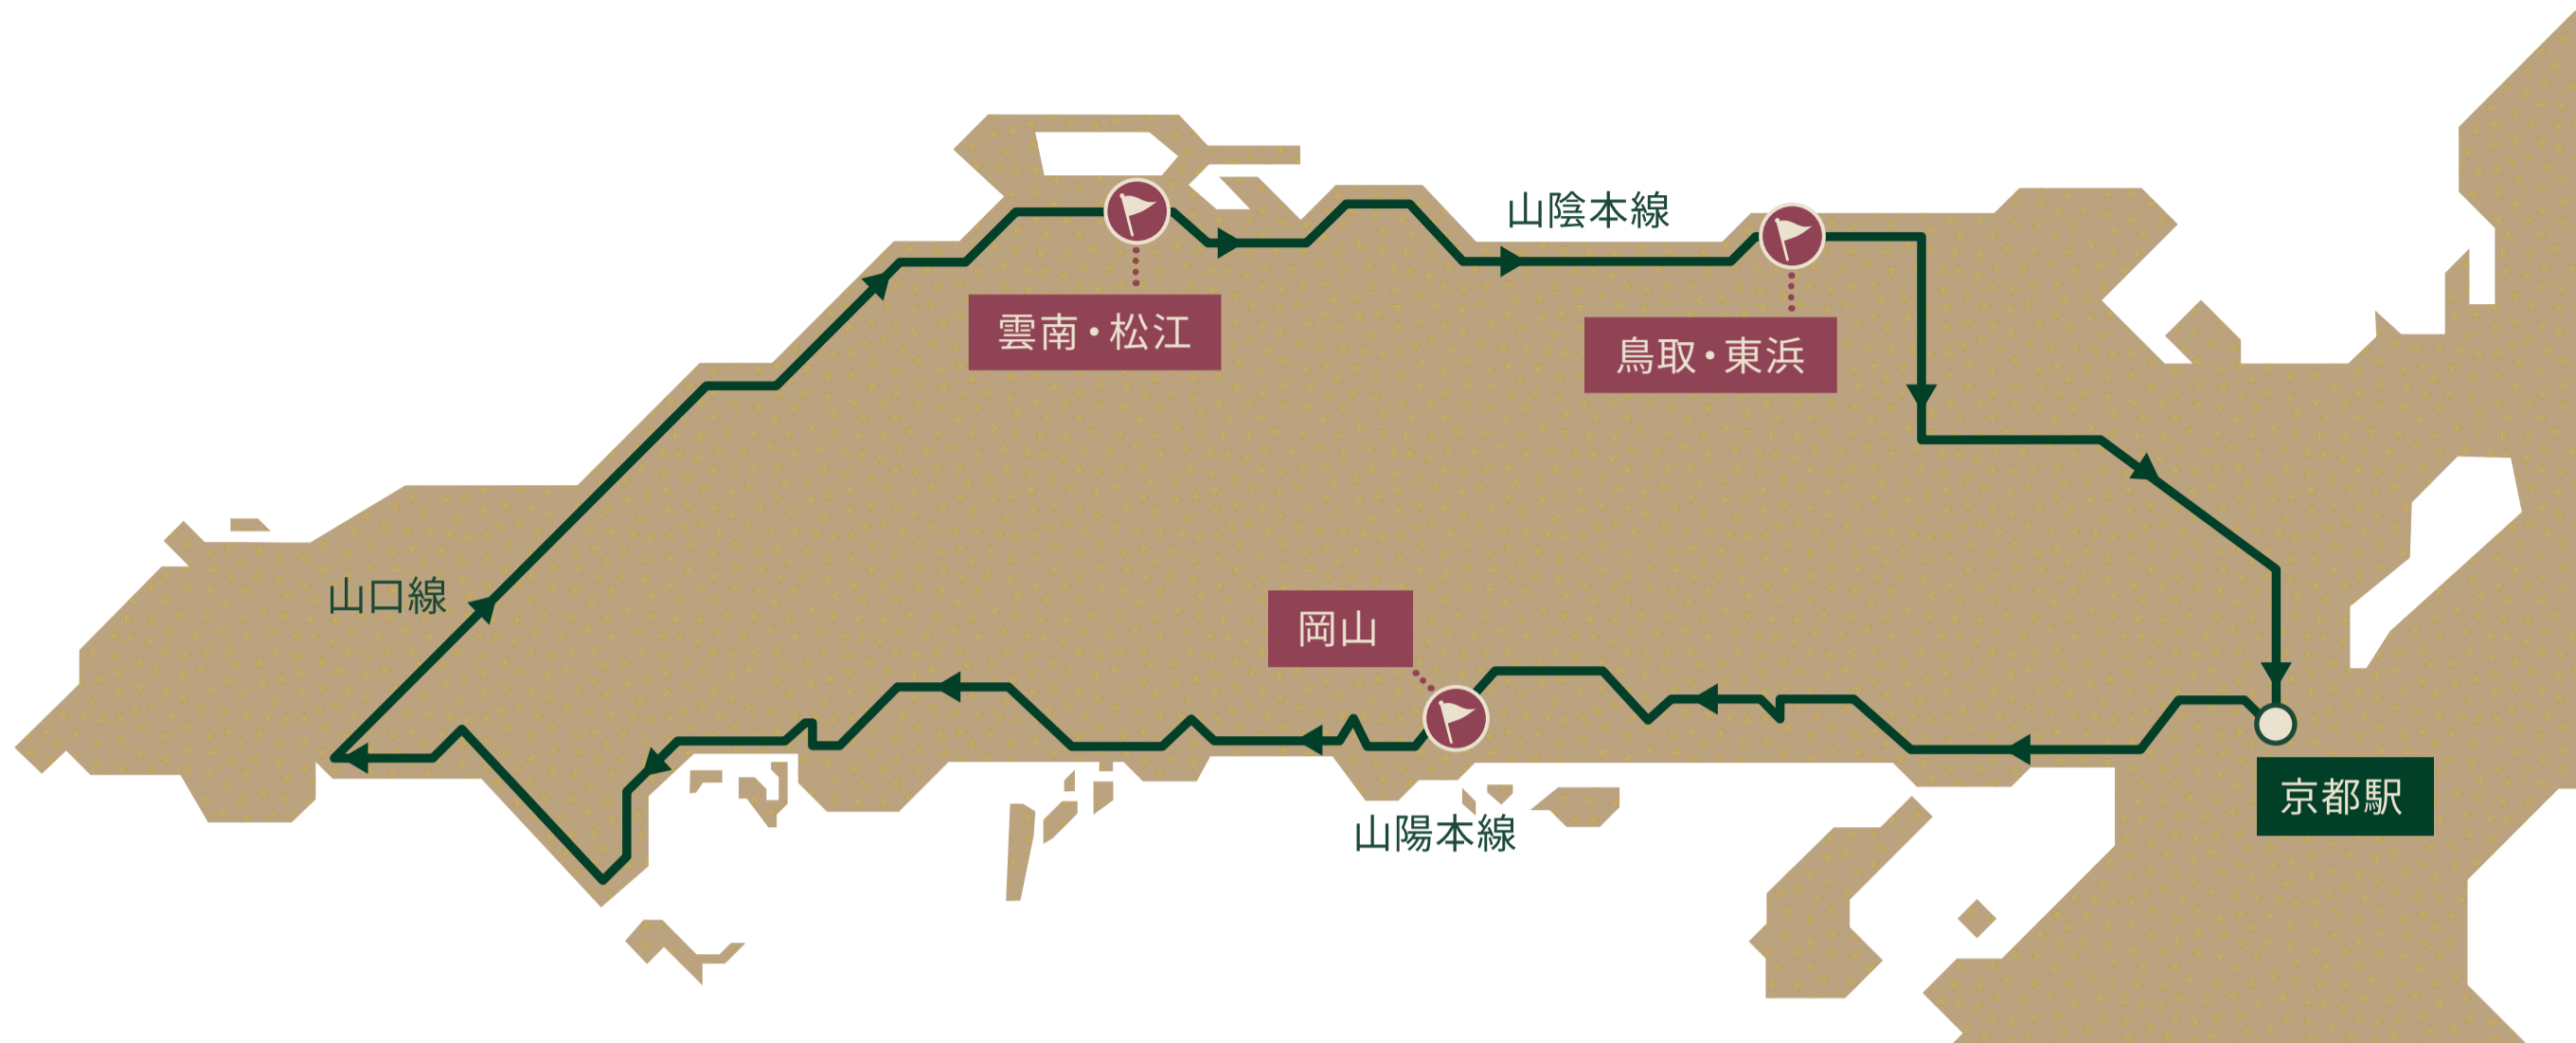 山陰本線
雲南・松江
鳥取・東浜
山口線
岡山
山陽本線
京都駅